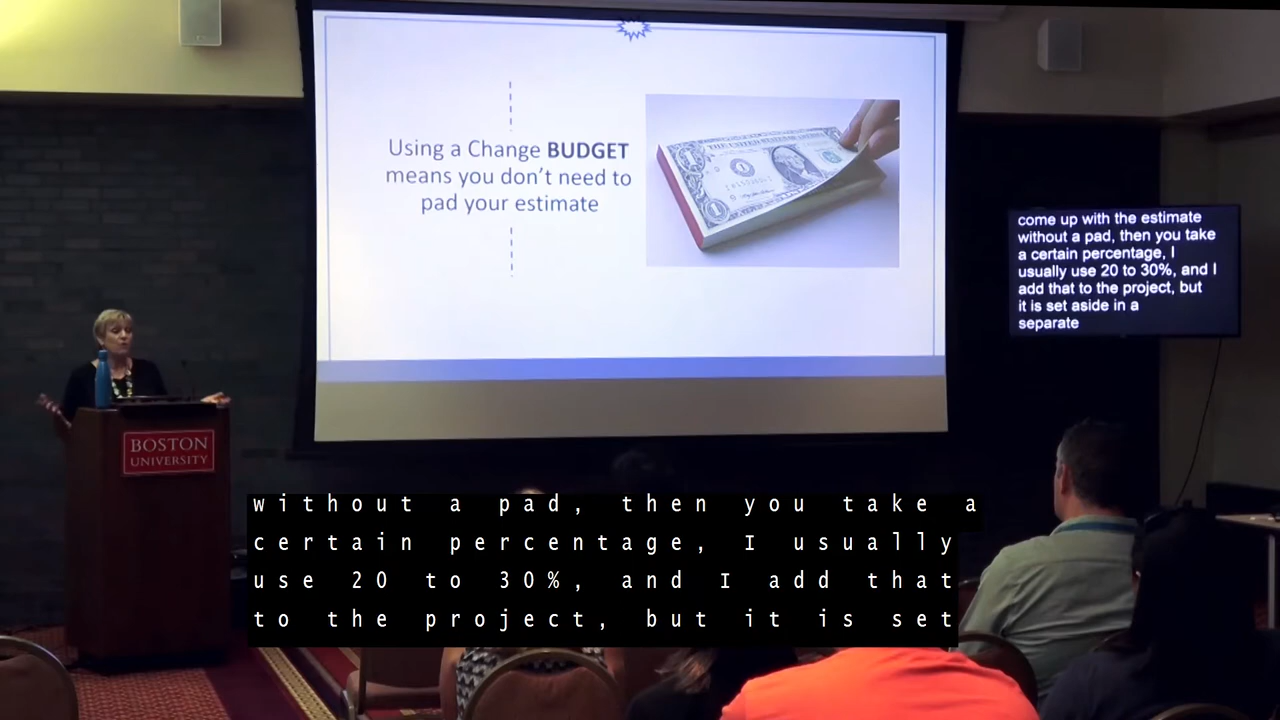 Using a Change BUDGET
means you don't need to
pad your estimate
come up with the estimate
without a pad, then you take
a certain percentage, I
usually use 20 to 30%, and I
add that to the project, but
it is set aside in a
separate
BOSTON
UNIVERSITY
without a pad, then you take a
certain percentage, I usually
use 20 to 30%, and I add that
to the project, but it is set